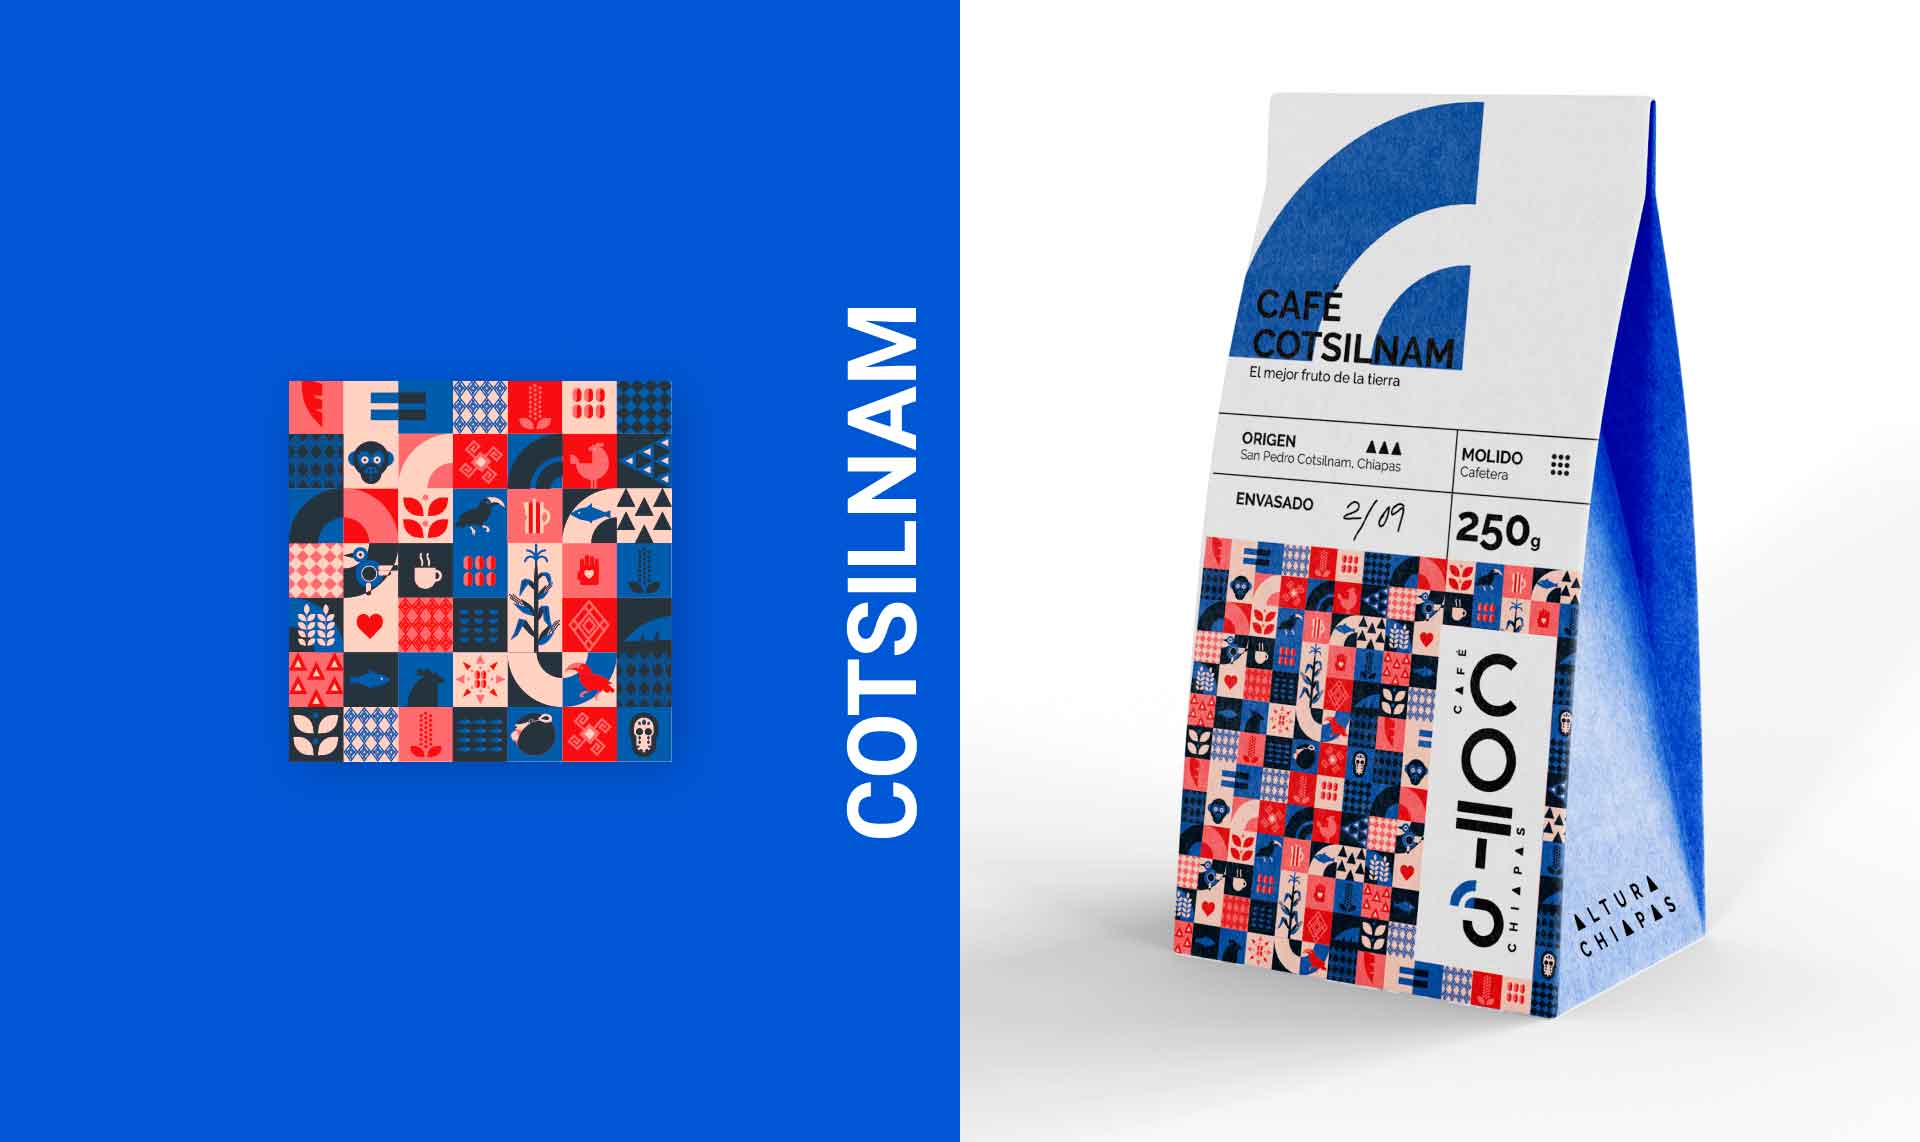 COTSILNAM
CAFÉ
COTSILNAM
El mejor fruto de la tierra
ORIGEN
San Pedro Cotsilnam, Chiapas
MOLIDO
Cafetera
ENVASADO
2/09
250g
CAFÉ
CHIAPAS
ALTURA
CHIAPAS